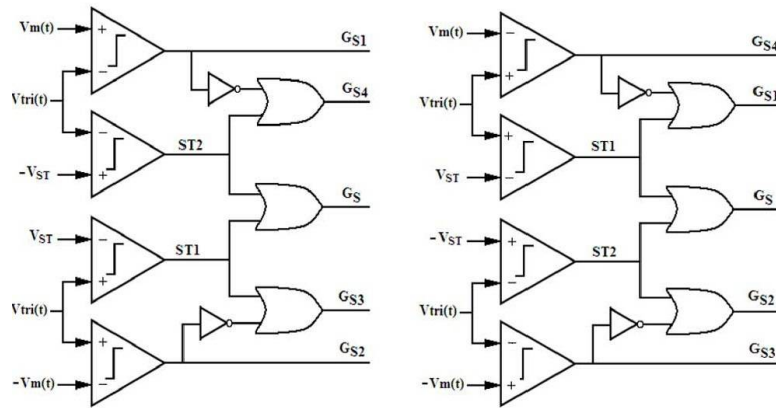 Vm(t)
+
GS1
−
Vtri(t)
GS4
−
ST2
−VST
+
GS
VST
−
ST1
+
Vtri(t)
GS3
+
GS2
−Vm(t)
−
Vm(t)
−
GS4
+
Vtri(t)
GS1
+
ST1
VST
−
GS
−VST
+
ST2
−
Vtri(t)
GS2
−
GS3
−Vm(t)
+